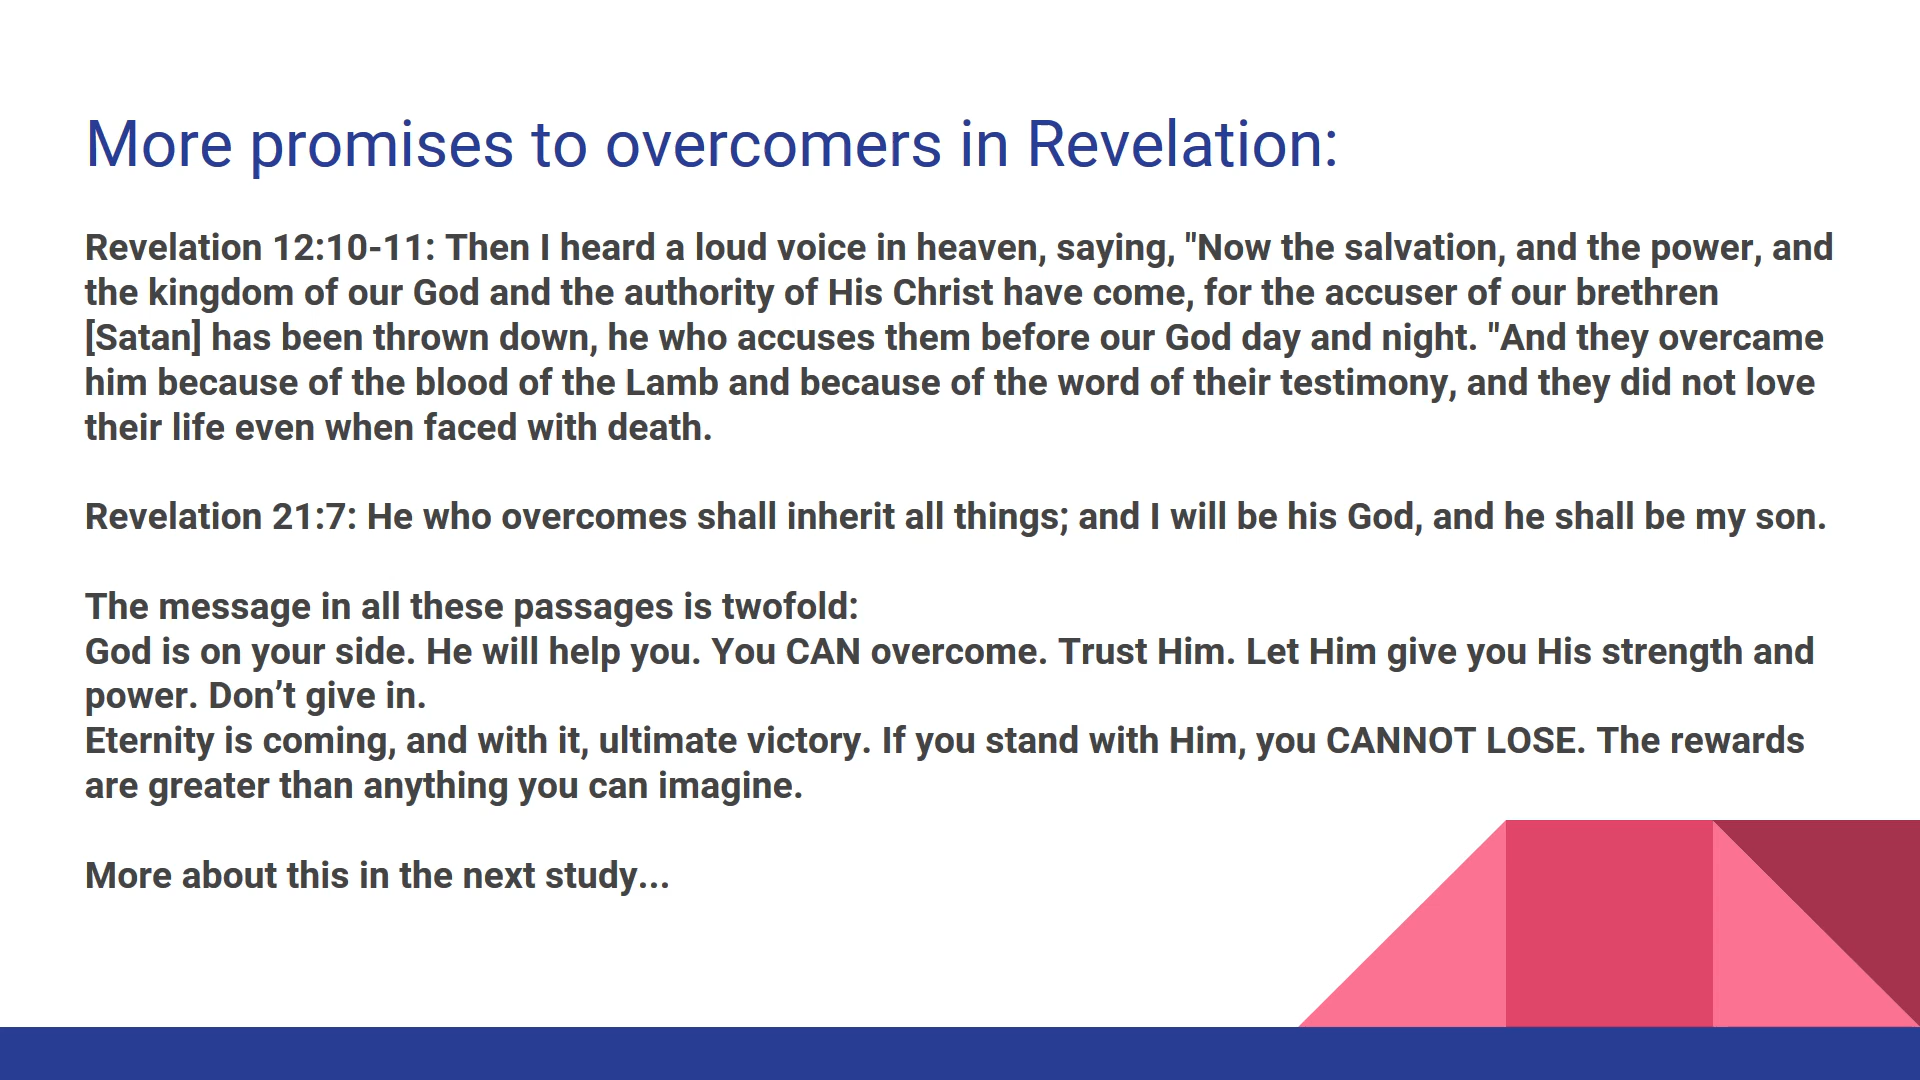 More promises to overcomers in Revelation:
Revelation 12:10-11: Then I heard a loud voice in heaven, saying, "Now the salvation, and the power, and
the kingdom of our God and the authority of His Christ have come, for the accuser of our brethren
[Satan] has been thrown down, he who accuses them before our God day and night. "And they overcame
him because of the blood of the Lamb and because of the word of their testimony, and they did not love
their life even when faced with death.
Revelation 21:7: He who overcomes shall inherit all things; and I will be his God, and he shall be my son.
The message in all these passages is twofold:
God is on your side. He will help you. You CAN overcome. Trust Him. Let Him give you His strength and
power. Don’t give in.
Eternity is coming, and with it, ultimate victory. If you stand with Him, you CANNOT LOSE. The rewards
are greater than anything you can imagine.
More about this in the next study...